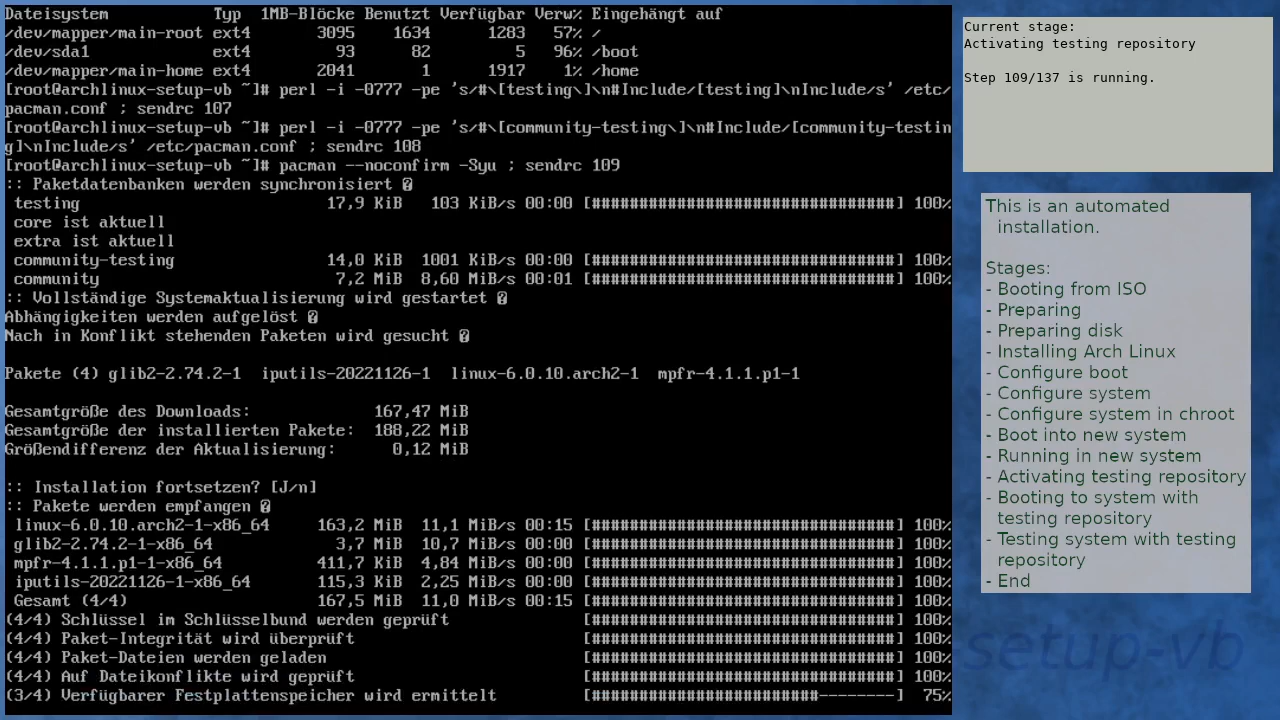 Dateisystem           Typ  1MB-Blöcke Benutzt Verfügbar Verw% Eingehängt auf
/dev/mapper/main-root ext4       3095    1634      1283   57% /
/dev/sda1             ext4         93      82         5   96% /boot
/dev/mapper/main-home ext4       2041       1      1917    1% /home
[root@archlinux-setup-vb ~]# perl -i -0777 -pe 's/#\[testing\]\n#Include/[testing]\nInclude/s' /etc/
pacman.conf ; sendrc 107
[root@archlinux-setup-vb ~]# perl -i -0777 -pe 's/#\[community-testing\]\n#Include/[community-testin
g]\nInclude/s' /etc/pacman.conf ; sendrc 108
[root@archlinux-setup-vb ~]# pacman --noconfirm -Syu ; sendrc 109
:: Paketdatenbanken werden synchronisiert �
 testing                          17,9 KiB   103 KiB/s 00:00 [################################] 100%
 core ist aktuell
 extra ist aktuell
 community-testing                14,0 KiB  1001 KiB/s 00:00 [################################] 100%
 community                         7,2 MiB  8,60 MiB/s 00:01 [################################] 100%
:: Vollständige Systemaktualisierung wird gestartet �
Abhängigkeiten werden aufgelöst �
Nach in Konflikt stehenden Paketen wird gesucht �

Pakete (4) glib2-2.74.2-1  iputils-20221126-1  linux-6.0.10.arch2-1  mpfr-4.1.1.p1-1

Gesamtgröße des Downloads:             167,47 MiB
Gesamtgröße der installierten Pakete:  188,22 MiB
Größendifferenz der Aktualisierung:      0,12 MiB

:: Installation fortsetzen? [J/n]
:: Pakete werden empfangen �
 linux-6.0.10.arch2-1-x86_64     163,2 MiB  11,1 MiB/s 00:15 [################################] 100%
 glib2-2.74.2-1-x86_64             3,7 MiB  10,7 MiB/s 00:00 [################################] 100%
 mpfr-4.1.1.p1-1-x86_64          411,7 KiB  4,84 MiB/s 00:00 [################################] 100%
 iputils-20221126-1-x86_64       115,3 KiB  2,25 MiB/s 00:00 [################################] 100%
 Gesamt (4/4)                    167,5 MiB  11,0 MiB/s 00:15 [################################] 100%
(4/4) Schlüssel im Schlüsselbund werden geprüft              [################################] 100%
(4/4) Paket-Integrität wird überprüft                        [################################] 100%
(4/4) Paket-Dateien werden geladen                           [################################] 100%
(4/4) Auf Dateikonflikte wird geprüft                        [################################] 100%
(3/4) Verfügbarer Festplattenspeicher wird ermittelt         [########################--------]  75%
Current stage:
Activating testing repository

Step 109/137 is running.
This is an automated
installation.

Stages:
- Booting from ISO
- Preparing
- Preparing disk
- Installing Arch Linux
- Configure boot
- Configure system
- Configure system in chroot
- Boot into new system
- Running in new system
- Activating testing repository
- Booting to system with
testing repository
- Testing system with testing
repository
- End
setup-vb